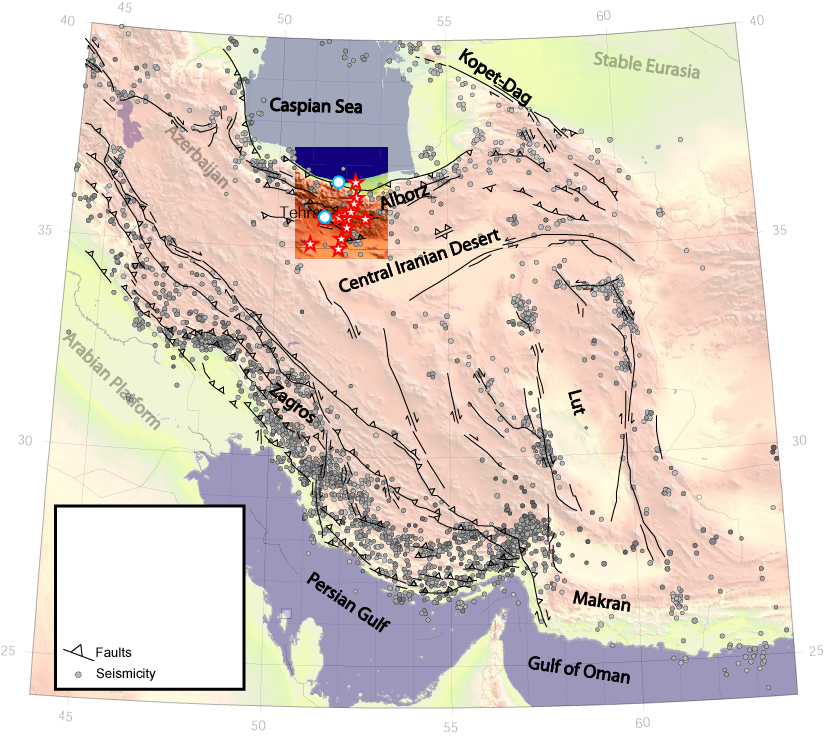 45
50
55
60
40
40
Kopet-Dag
Stable Eurasia
Caspian Sea
Azerbaijan
Alborz
Tehr
35
35
Central Iranian Desert
Arabian Platform
Zagros
Lut
30
30
Persian Gulf
Makran
Gulf of Oman
Faults
Seismicity
25
25
45
50
55
60